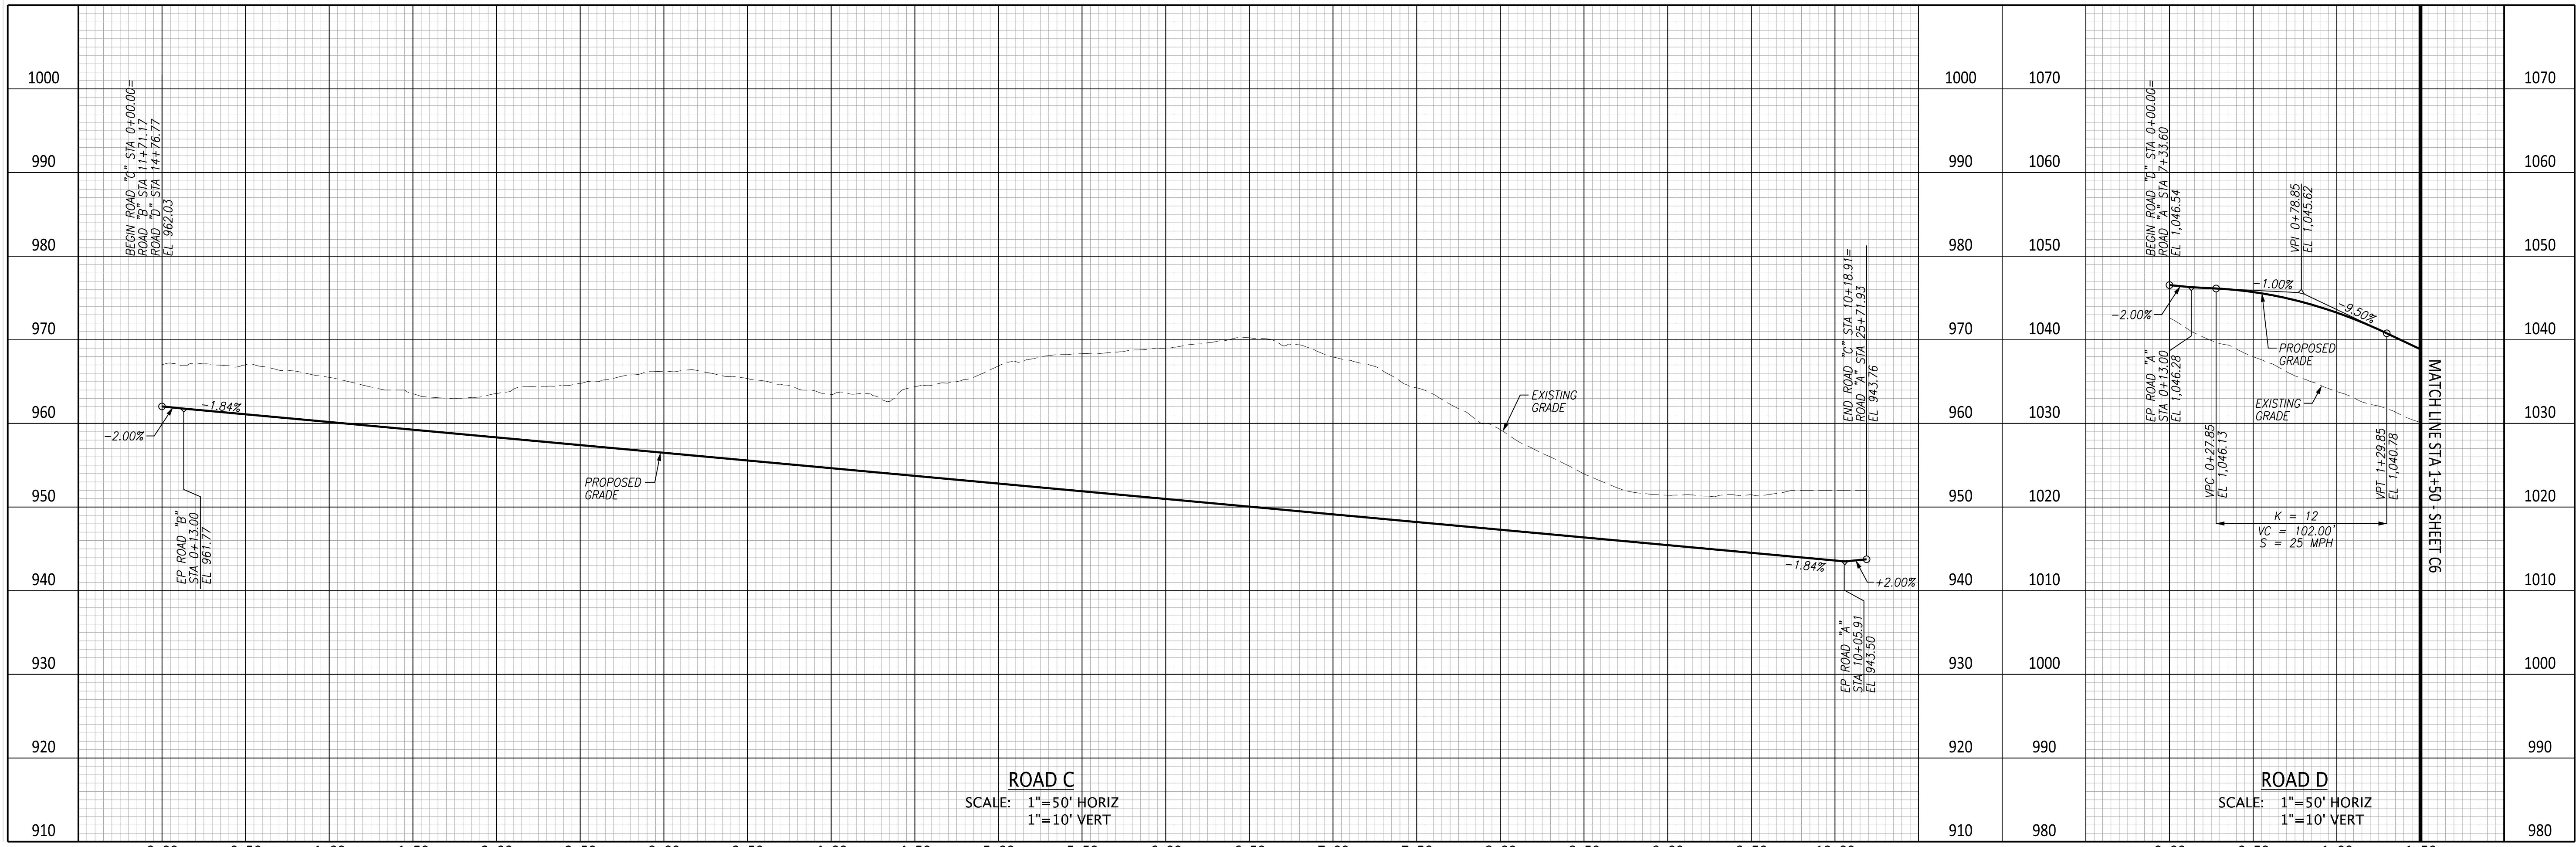 1000
990
980
970
960
950
940
930
920
910
BEGIN ROAD "C" STA 0+00.00=
ROAD "B" STA 11+71.17
ROAD "D" STA 14+76.77
EL 962.03
-2.00%
-1.84%
EP ROAD "B"
STA 0+13.00
EL 961.77
PROPOSED
GRADE
EXISTING
GRADE
END ROAD "C" STA 10+18.91=
ROAD "A" STA 25+71.93
EL 943.76
-1.84%
+2.00%
EP ROAD "A"
STA 10+05.91
EL 943.50
ROAD C
SCALE: 1"=50' HORIZ
1"=10' VERT
1000
990
980
970
960
950
940
930
920
910
1070
1060
1050
1040
1030
1020
1010
1000
990
980
BEGIN ROAD "D" STA 0+00.00=
ROAD "A" STA 7+33.60
EL 1,046.54
-2.00%
EP ROAD "A"
STA 0+13.00
EL 1,046.28
VPI 0+78.85
EL 1,045.62
-1.00%
-9.50%
PROPOSED
GRADE
EXISTING
GRADE
VPC 0+27.85
EL 1,046.13
VPT 1+29.85
EL 1,040.78
K = 12
VC = 102.00'
S = 25 MPH
MATCH LINE STA 1+50 - SHEET C6
ROAD D
SCALE: 1"=50' HORIZ
1"=10' VERT
1070
1060
1050
1040
1030
1020
1010
1000
990
980